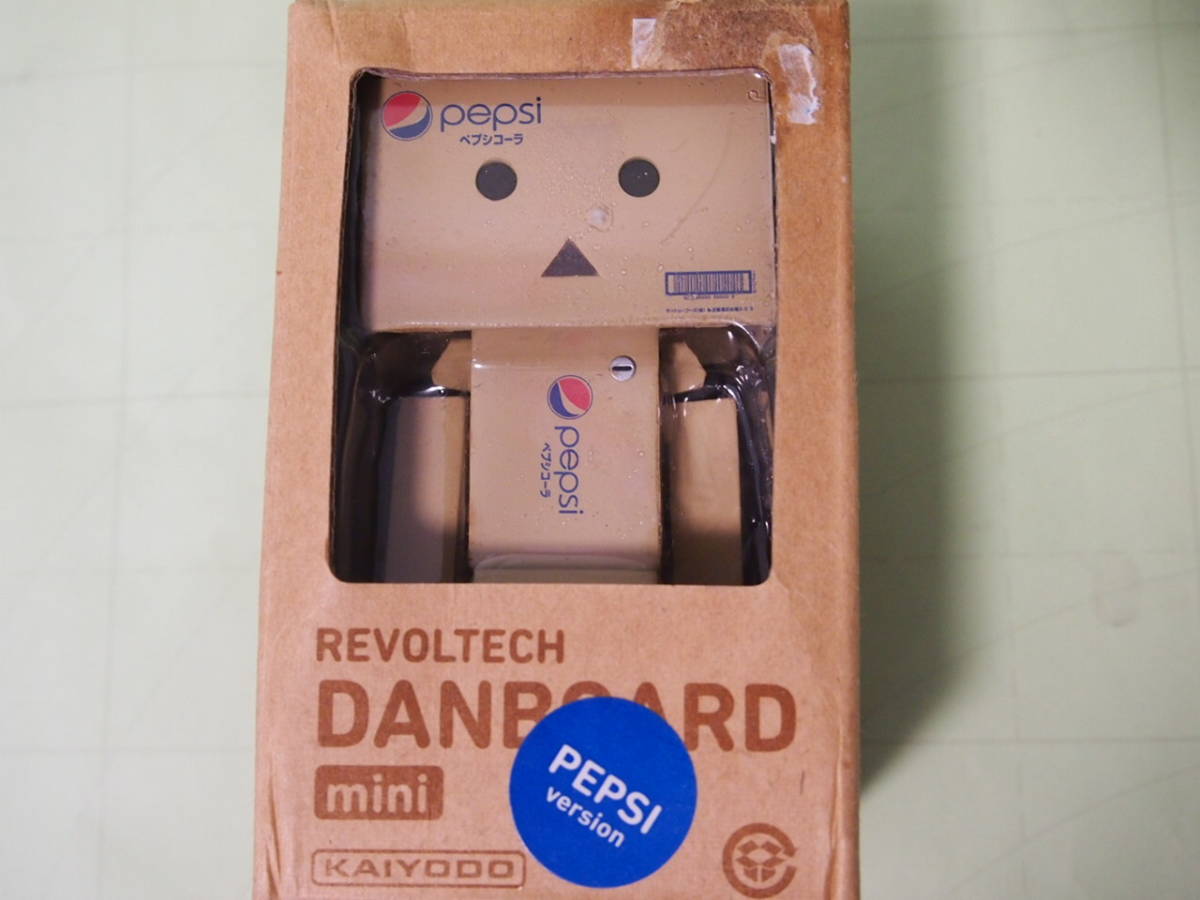 pepsi
ペプシコーラ
pepsi
ペプシコーラ
REVOLTECH
DANBOARD
mini
PEPSI
version
KAIYODO